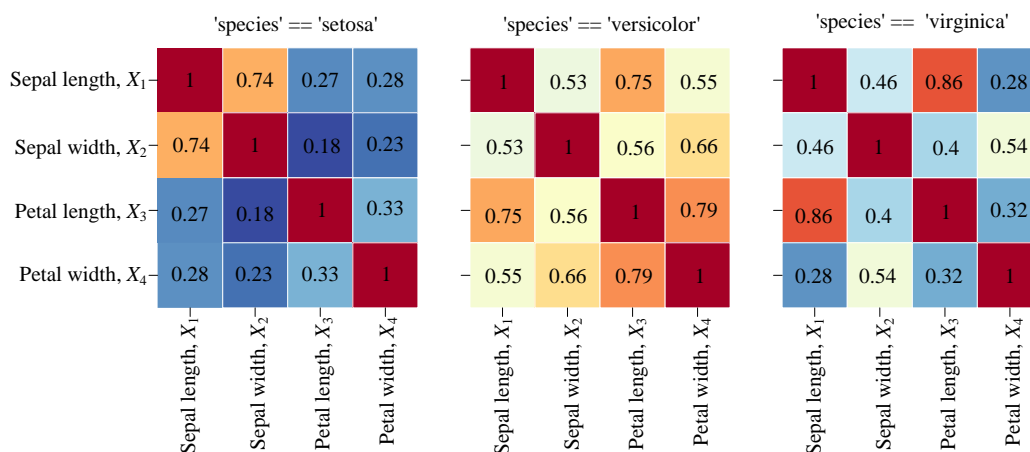 'species' == 'setosa' 'species' == 'versicolor' 'species' == 'virginica'
Sepal length, X1 1 0.74 0.27 0.28 1 0.53 0.75 0.55 1 0.46 0.86 0.28
Sepal width, X2 0.74 1 0.18 0.23 0.53 1 0.56 0.66 0.46 1 0.4 0.54
Petal length, X3 0.27 0.18 1 0.33 0.75 0.56 1 0.79 0.86 0.4 1 0.32
Petal width, X4 0.28 0.23 0.33 1 0.55 0.66 0.79 1 0.28 0.54 0.32 1
Sepal length, X1
Sepal width, X2
Petal length, X3
Petal width, X4
Sepal length, X1
Sepal width, X2
Petal length, X3
Petal width, X4
Sepal length, X1
Sepal width, X2
Petal length, X3
Petal width, X4